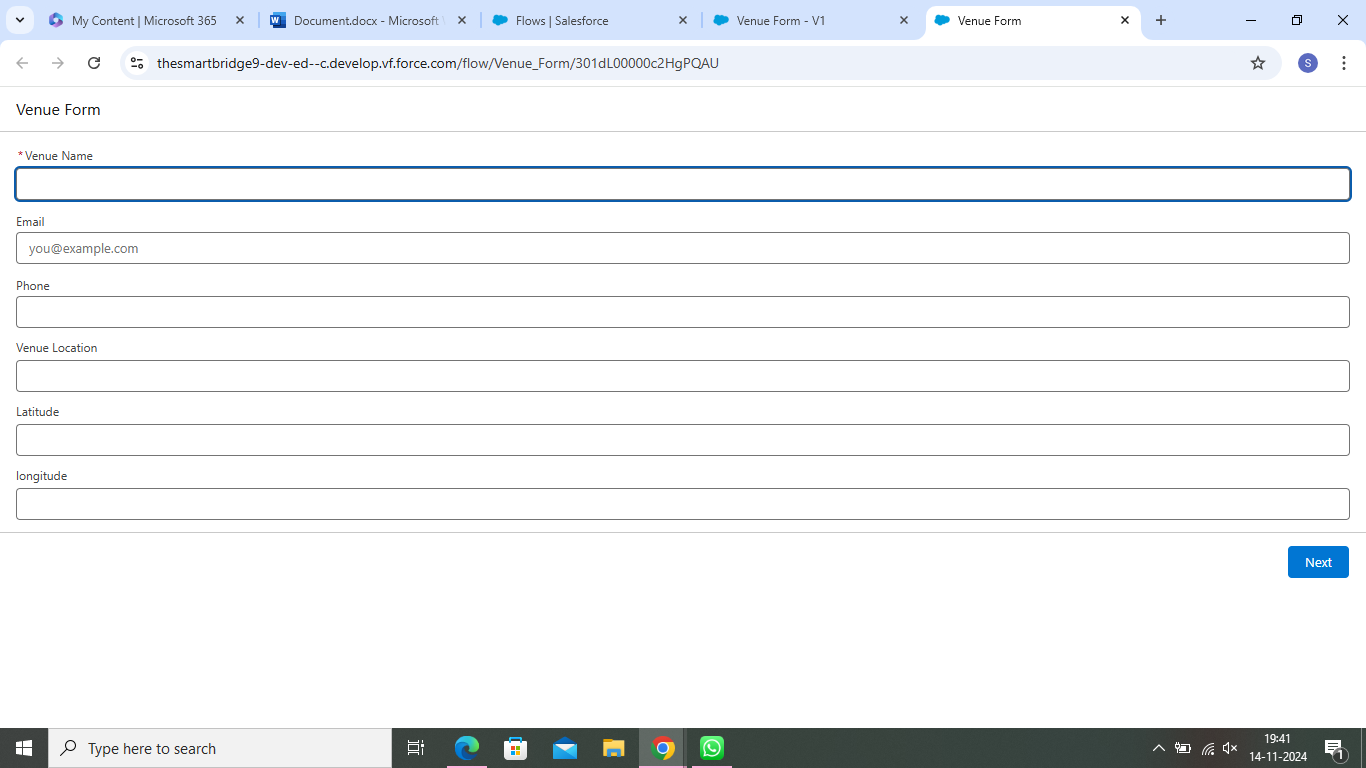 My Content | Microsoft 365
Document.docx - Microsoft
Flows | Salesforce
Venue Form - V1
Venue Form
thesmartbridge9-dev-ed--c.develop.vf.force.com/flow/Venue_Form/301dL00000c2HgPQAU
S
Venue Form
*Venue Name
Email
you@example.com
Phone
Venue Location
Latitude
longitude
Next
Type here to search
19:41
14-11-2024
1